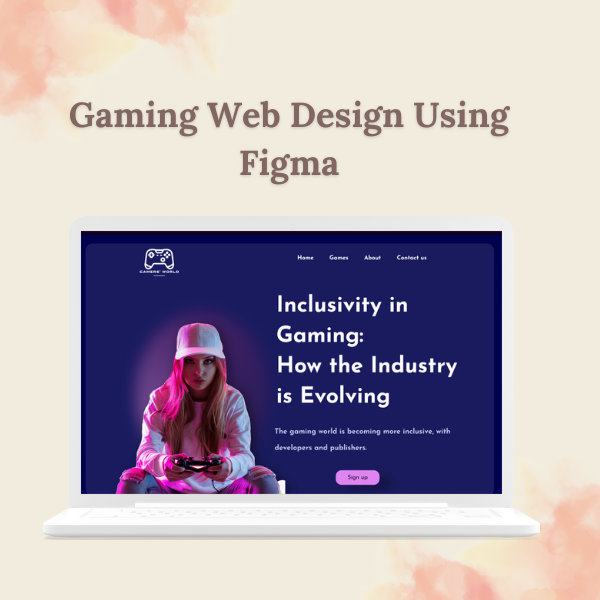 Gaming Web Design Using
Figma
GAMERS' WORLD
Home Games About Contact us
Inclusivity in
Gaming:
How the Industry
is Evolving
The gaming world is becoming more inclusive, with
developers and publishers.
Sign up